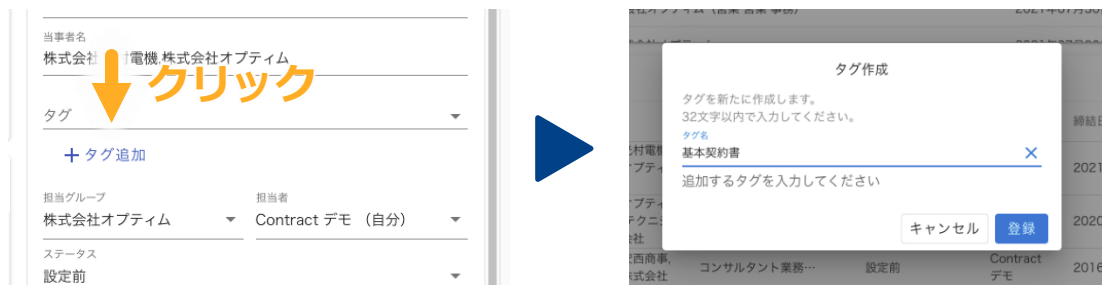 当事者名
株式会社 村電機,株式会社オプティム
クリック
タグ
+ タグ追加
担当グループ
担当者
株式会社オプティム
Contract デモ (自分)
ステータス
設定前
タグ作成
タグを新たに作成します。
32文字以内で入力してください。
タグ名
基本契約書
追加するタグを入力してください
キャンセル
登録
締結日
2021
2020
コンサルタント業務…
設定前
Contract
デモ
2016